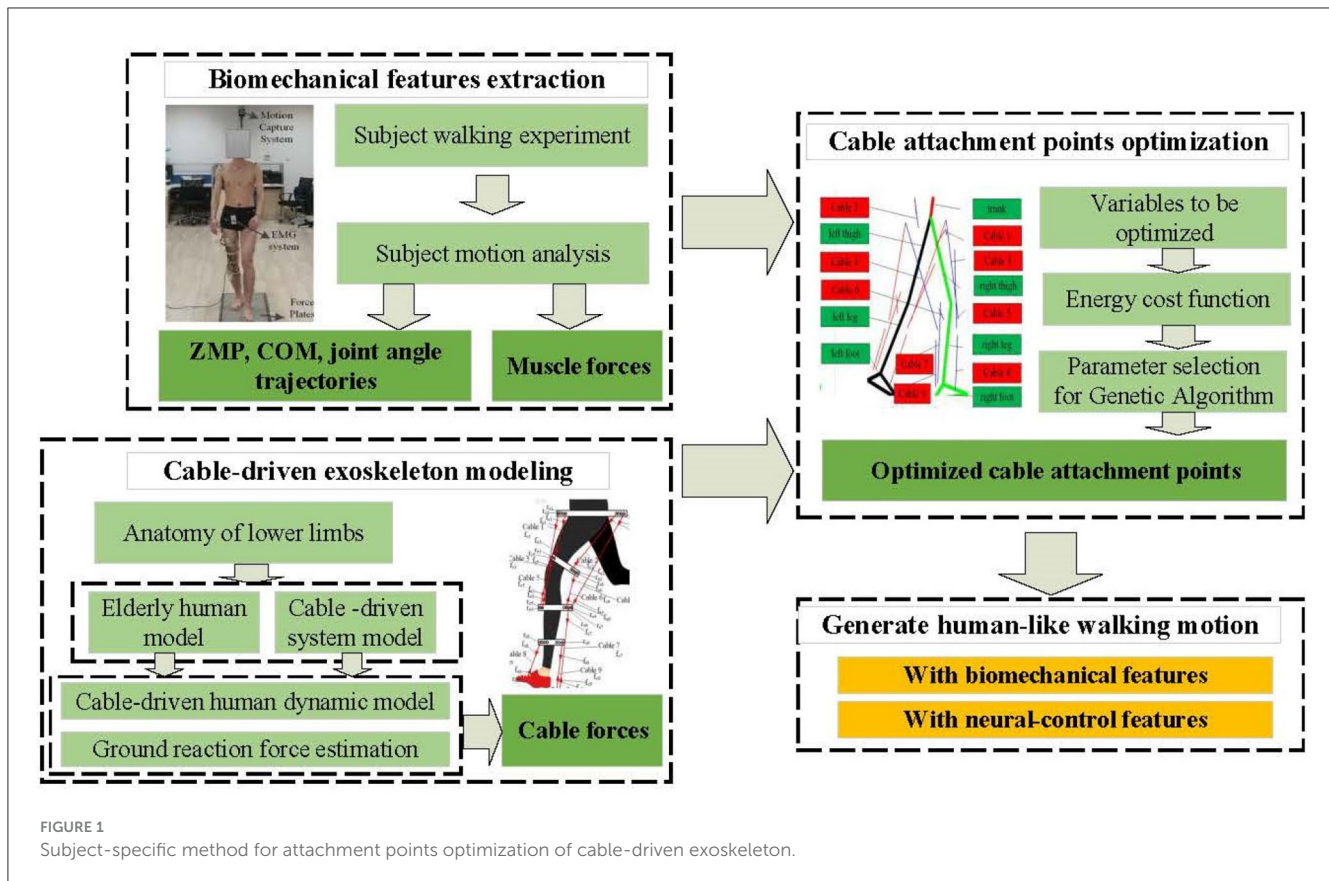 Biomechanical features extraction
Motion
Capture
System
EMG
system
Force
Plates
Subject walking experiment
Subject motion analysis
ZMP, COM, joint angle
trajectories
Muscle forces
Cable-driven exoskeleton modeling
Anatomy of lower limbs
Elderly human
model
Cable -driven
system model
Cable-driven human dynamic model
Ground reaction force estimation
Cable 1
Cable 5
Cable 6
Cable 7
Cable 9
Cable forces
Cable attachment points optimization
Cable 2
left thigh
left leg
left foot
Cable 7
trunk
right thigh
right leg
right foot
Variables to be
optimized
Energy cost function
Parameter selection
for Genetic Algorithm
Optimized cable attachment points
Generate human-like walking motion
With biomechanical features
With neural-control features
FIGURE 1
Subject-specific method for attachment points optimization of cable-driven exoskeleton.